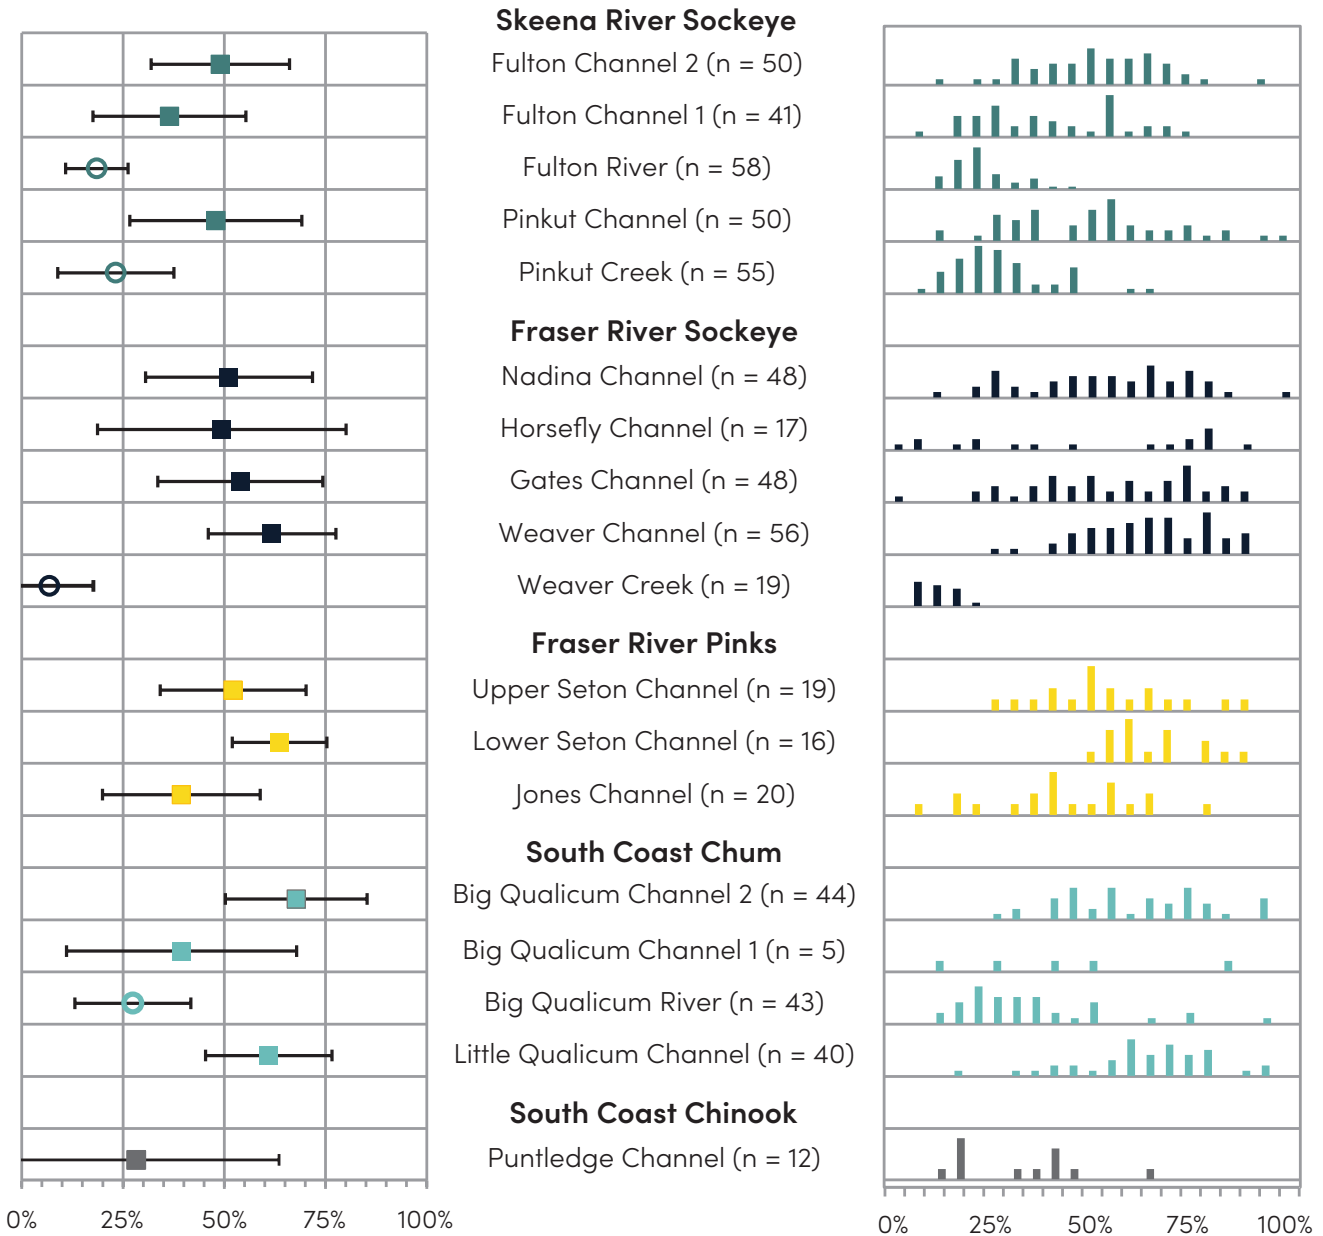 Skeena River Sockeye
Fulton Channel 2 (n = 50)
Fulton Channel 1 (n = 41)
Fulton River (n = 58)
Pinkut Channel (n = 50)
Pinkut Creek (n = 55)
Fraser River Sockeye
Nadina Channel (n = 48)
Horsefly Channel (n = 17)
Gates Channel (n = 48)
Weaver Channel (n = 56)
Weaver Creek (n = 19)
Fraser River Pinks
Upper Seton Channel (n = 19)
Lower Seton Channel (n = 16)
Jones Channel (n = 20)
South Coast Chum
Big Qualicum Channel 2 (n = 44)
Big Qualicum Channel 1 (n = 5)
Big Qualicum River (n = 43)
Little Qualicum Channel (n = 40)
South Coast Chinook
Puntledge Channel (n = 12)
0% 25% 50% 75% 100%
0% 25% 50% 75% 100%